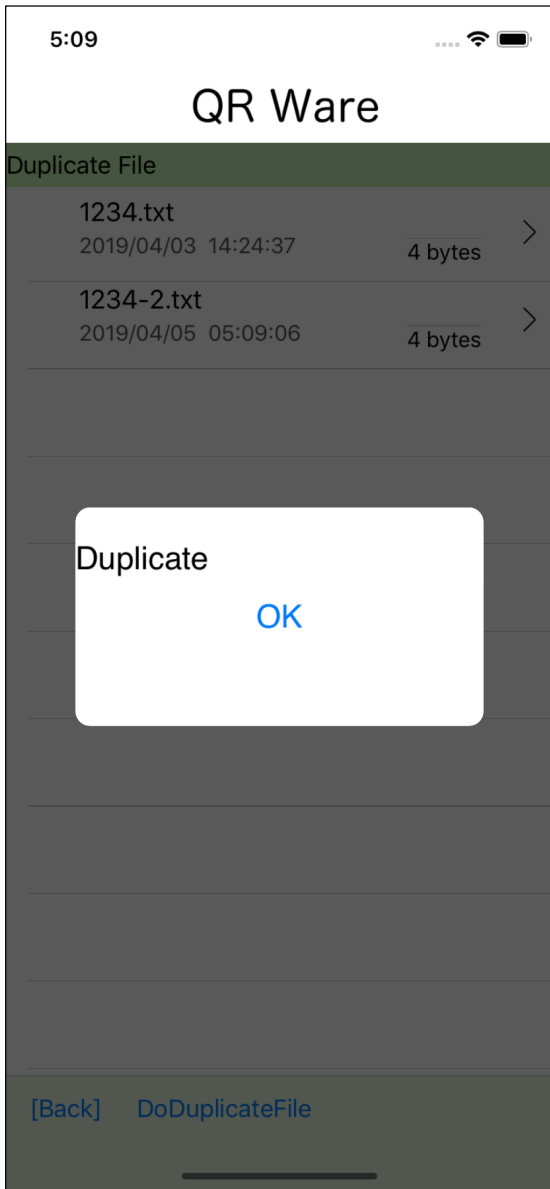 5:09
QR Ware
Duplicate File
1234.txt
2019/04/03 14:24:37
4 bytes
1234-2.txt
2019/04/05 05:09:06
4 bytes
Duplicate
OK
[Back] DoDuplicateFile